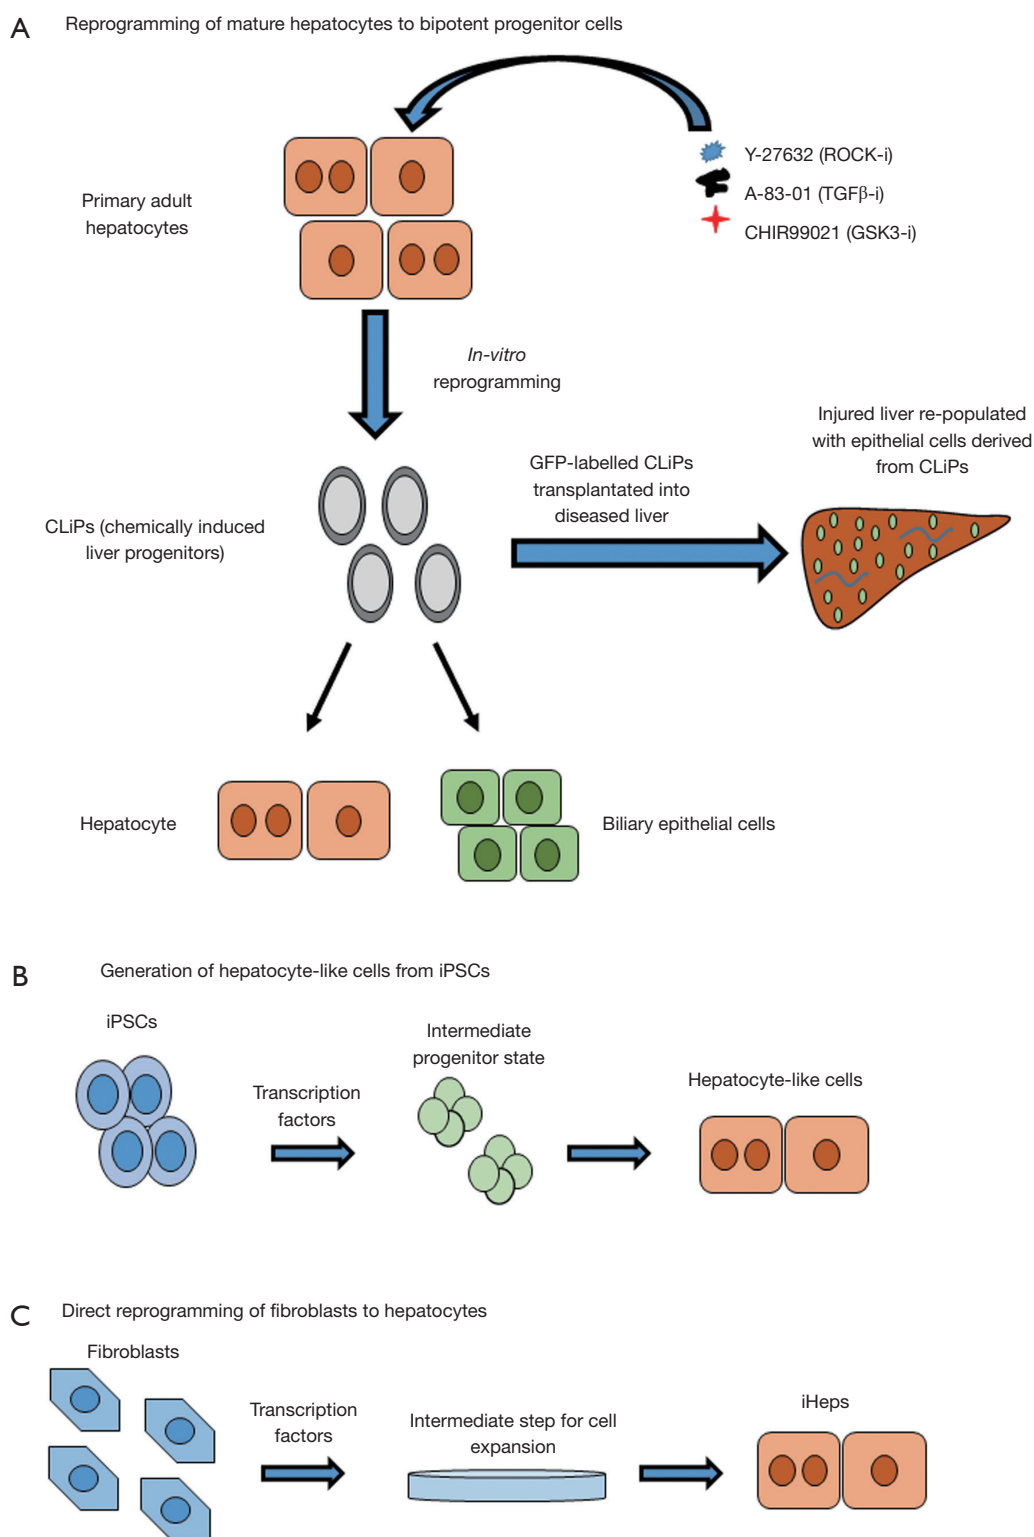 A
Reprogramming of mature hepatocytes to bipotent progenitor cells
Y-27632 (ROCK-i)
A-83-01 (TGFβ-i)
CHIR99021 (GSK3-i)
Primary adult
hepatocytes
In-vitro
reprogramming
CLiPs (chemically induced
liver progenitors)
GFP-labelled CLiPs
transplantated into
diseased liver
Injured liver re-populated
with epithelial cells derived
from CLiPs
Hepatocyte
Biliary epithelial cells
B
Generation of hepatocyte-like cells from iPSCs
iPSCs
Transcription
factors
Intermediate
progenitor state
Hepatocyte-like cells
C
Direct reprogramming of fibroblasts to hepatocytes
Fibroblasts
Transcription
factors
Intermediate step for cell
expansion
iHeps